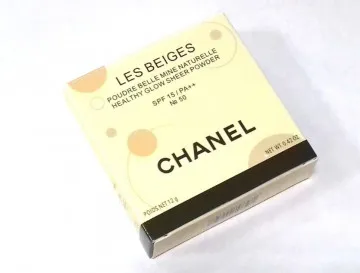 LES BEIGES
POUDRE BELLE MINE NATURELLE
HEALTHY GLOW SHEER POWDER
SPF 15 / PA++
№ 50
CHANEL
POIDS NET 12 g
NET WT. 0.42 OZ.